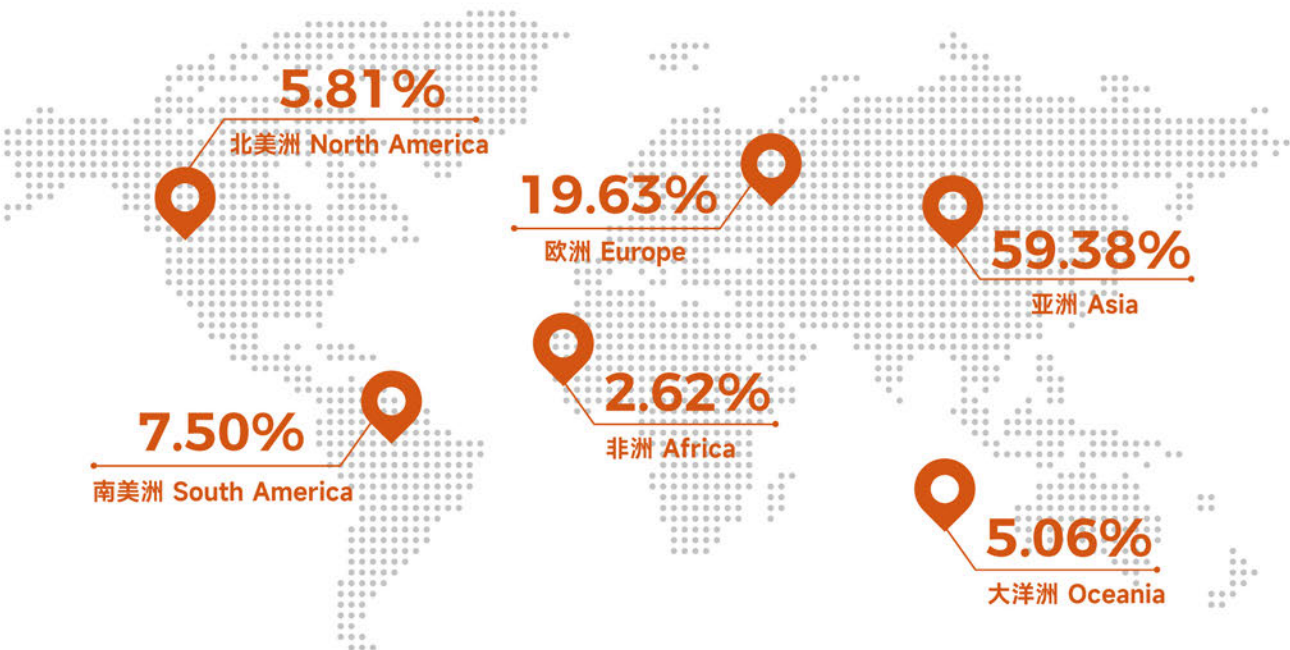 5.81%
北美洲 North America
19.63%
欧洲 Europe
59.38%
亚洲 Asia
2.62%
非洲 Africa
7.50%
南美洲 South America
5.06%
大洋洲 Oceania